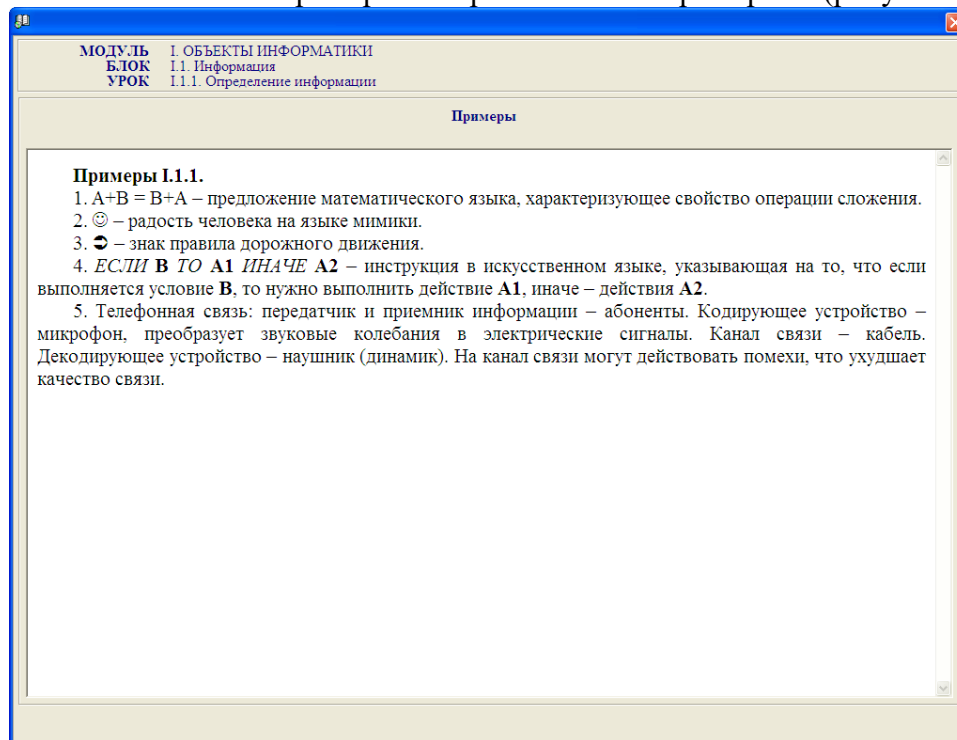 МОДУЛЬ I. ОБЪЕКТЫ ИНФОРМАТИКИ
БЛОК I.1. Информация
УРОК I.1.1. Определение информации
Примеры
Примеры I.1.1.
1. А+В = В+А – предложение математического языка, характеризующее свойство операции сложения.
2. ☺ – радость человека на языке мимики.
3. ➲ – знак правила дорожного движения.
4. ЕСЛИ В ТО А1 ИНАЧЕ А2 – инструкция в искусственном языке, указывающая на то, что если
выполняется условие В, то нужно выполнить действие А1, иначе – действия А2.
5. Телефонная связь: передатчик и приемник информации – абоненты. Кодирующее устройство –
микрофон, преобразует звуковые колебания в электрические сигналы. Канал связи – кабель.
Декодирующее устройство – наушник (динамик). На канал связи могут действовать помехи, что ухудшает
качество связи.